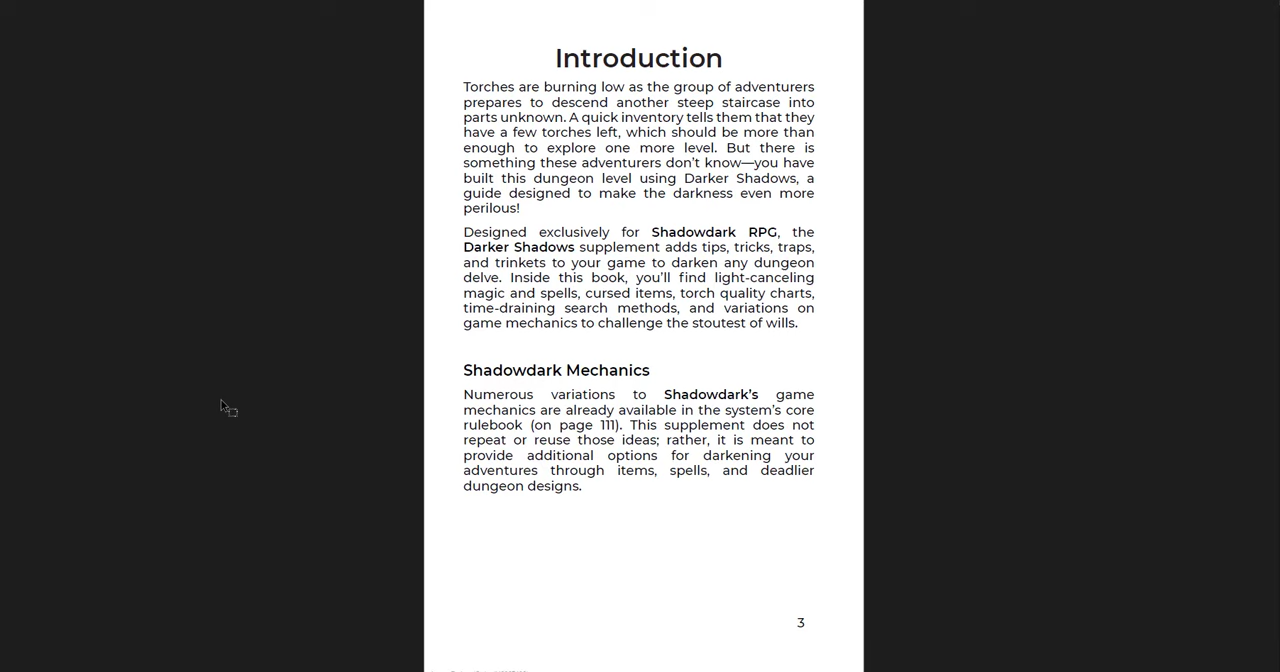 Introduction
Torches are burning low as the group of adventurers
prepares to descend another steep staircase into
parts unknown. A quick inventory tells them that they
have a few torches left, which should be more than
enough to explore one more level. But there is
something these adventurers don't know—you have
built this dungeon level using Darker Shadows, a
guide designed to make the darkness even more
perilous!
Designed exclusively for Shadowdark RPG, the
Darker Shadows supplement adds tips, tricks, traps,
and trinkets to your game to darken any dungeon
delve. Inside this book, you'll find light-canceling
magic and spells, cursed items, torch quality charts,
time-draining search methods, and variations on
game mechanics to challenge the stoutest of wills.
Shadowdark Mechanics
Numerous variations to Shadowdark's game
mechanics are already available in the system's core
rulebook (on page 111). This supplement does not
repeat or reuse those ideas; rather, it is meant to
provide additional options for darkening your
adventures through items, spells, and deadlier
dungeon designs.
3